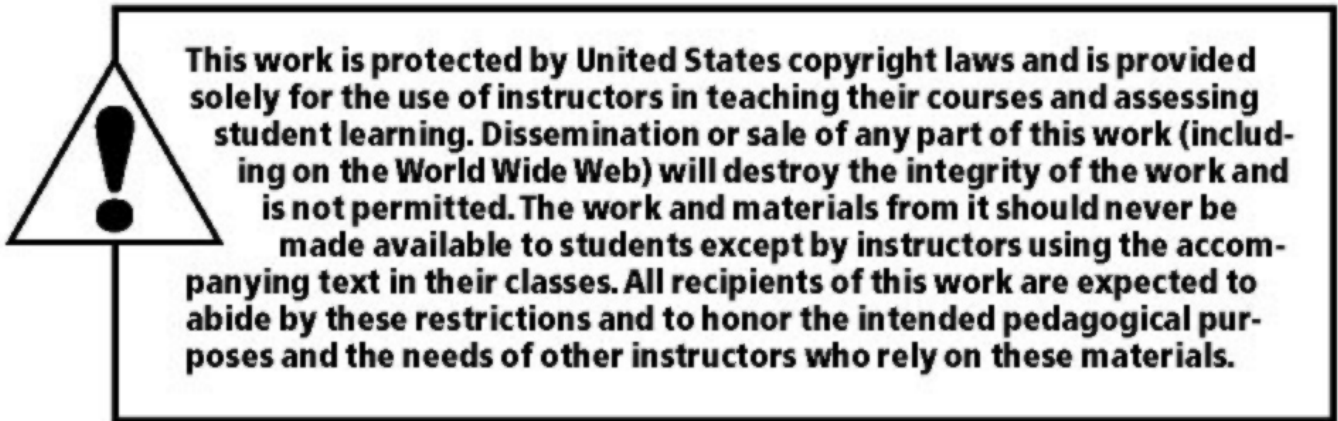 This work is protected by United States copyright laws and is provided
solely for the use of instructors in teaching their courses and assessing
student learning. Dissemination or sale of any part of this work (includ-
ing on the World Wide Web) will destroy the integrity of the work and
is not permitted. The work and materials from it should never be
made available to students except by instructors using the accom-
panying text in their classes. All recipients of this work are expected to
abide by these restrictions and to honor the intended pedagogical pur-
poses and the needs of other instructors who rely on these materials.